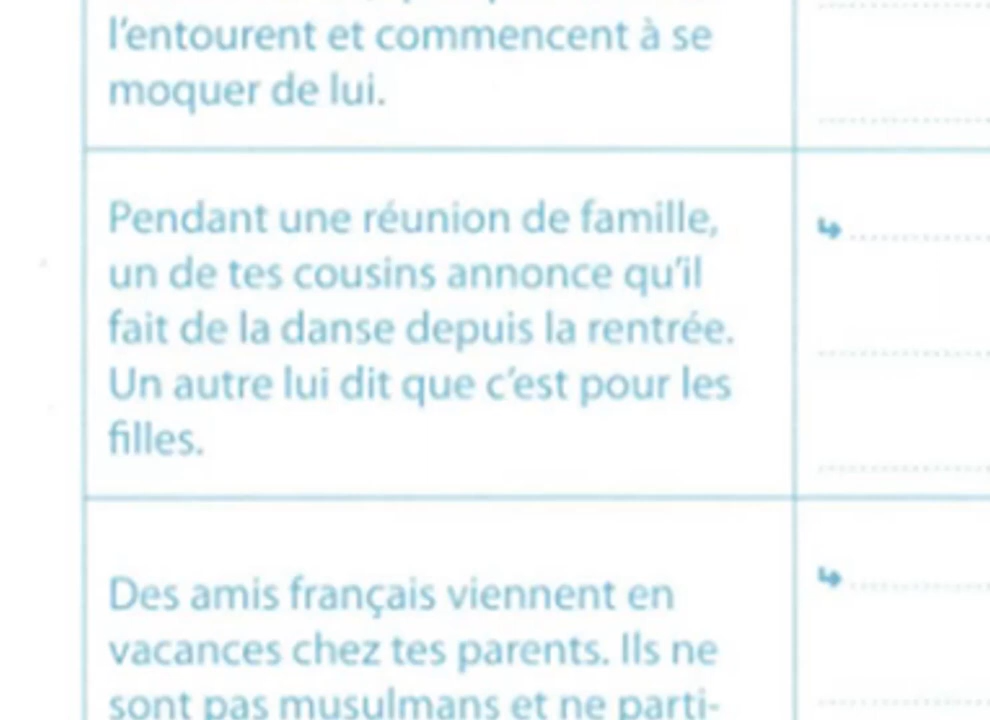 l'entourent et commencent à se
moquer de lui.
Pendant une réunion de famille,
un de tes cousins annonce qu'il
fait de la danse depuis la rentrée.
Un autre lui dit que c'est pour les
filles.
Des amis français viennent en
vacances chez tes parents. Ils ne
sont pas musulmans et ne parti-